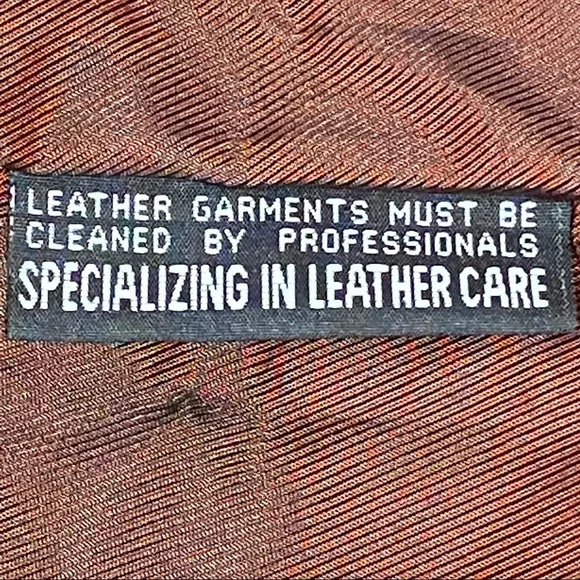 LEATHER GARMENTS MUST BE
CLEANED BY PROFESSIONALS
SPECIALIZING IN LEATHER CARE